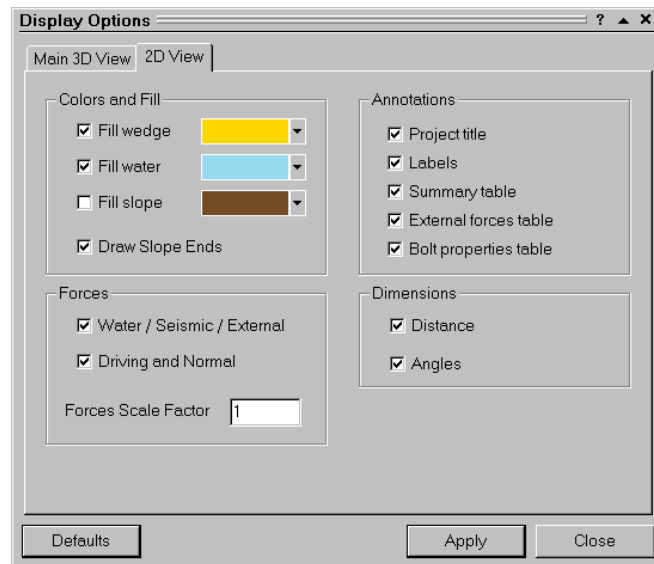 Display Options ?
Main 3D View 2D View
Colors and Fill
Fill wedge
Fill water
Fill slope
Draw Slope Ends
Annotations
Project title
Labels
Summary table
External forces table
Bolt properties table
Forces
Water / Seismic / External
Driving and Normal
Forces Scale Factor 1
Dimensions
Distance
Angles
Defaults Apply Close